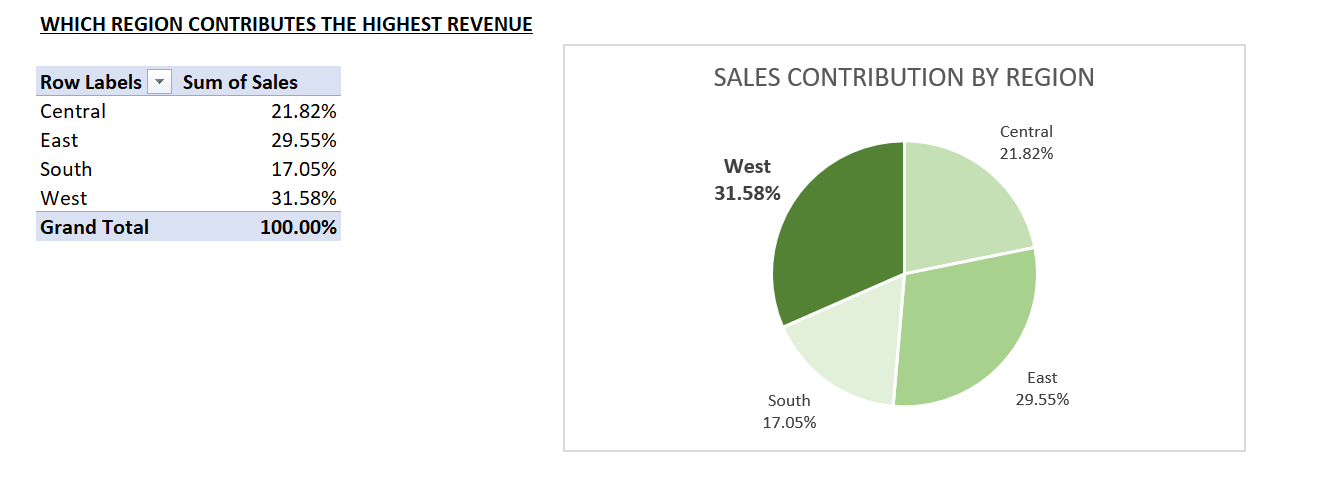 WHICH REGION CONTRIBUTES THE HIGHEST REVENUE
Row Labels Sum of Sales
Central 21.82%
East 29.55%
South 17.05%
West 31.58%
Grand Total 100.00%
SALES CONTRIBUTION BY REGION
Central
21.82%
West
31.58%
East
29.55%
South
17.05%